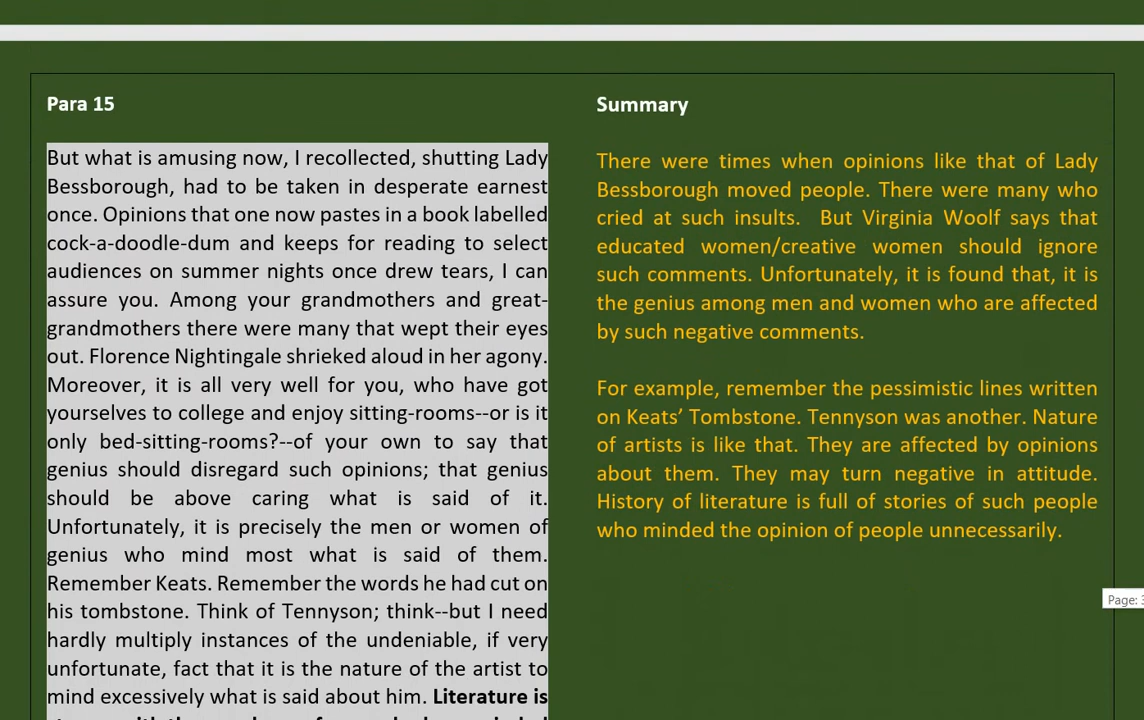 Para 15
But what is amusing now, I recollected, shutting Lady
Bessborough, had to be taken in desperate earnest
once. Opinions that one now pastes in a book labelled
cock-a-doodle-dum and keeps for reading to select
audiences on summer nights once drew tears, I can
assure you. Among your grandmothers and great-
grandmothers there were many that wept their eyes
out. Florence Nightingale shrieked aloud in her agony.
Moreover, it is all very well for you, who have got
yourselves to college and enjoy sitting-rooms--or is it
only bed-sitting-rooms?--of your own to say that
genius should disregard such opinions; that genius
should be above caring what is said of it.
Unfortunately, it is precisely the men or women of
genius who mind most what is said of them.
Remember Keats. Remember the words he had cut on
his tombstone. Think of Tennyson; think--but I need
hardly multiply instances of the undeniable, if very
unfortunate, fact that it is the nature of the artist to
mind excessively what is said about him. Literature is
Summary
There were times when opinions like that of Lady
Bessborough moved people. There were many who
cried at such insults. But Virginia Woolf says that
educated women/creative women should ignore
such comments. Unfortunately, it is found that, it is
the genius among men and women who are affected
by such negative comments.
For example, remember the pessimistic lines written
on Keats’ Tombstone. Tennyson was another. Nature
of artists is like that. They are affected by opinions
about them. They may turn negative in attitude.
History of literature is full of stories of such people
who minded the opinion of people unnecessarily.
Page: